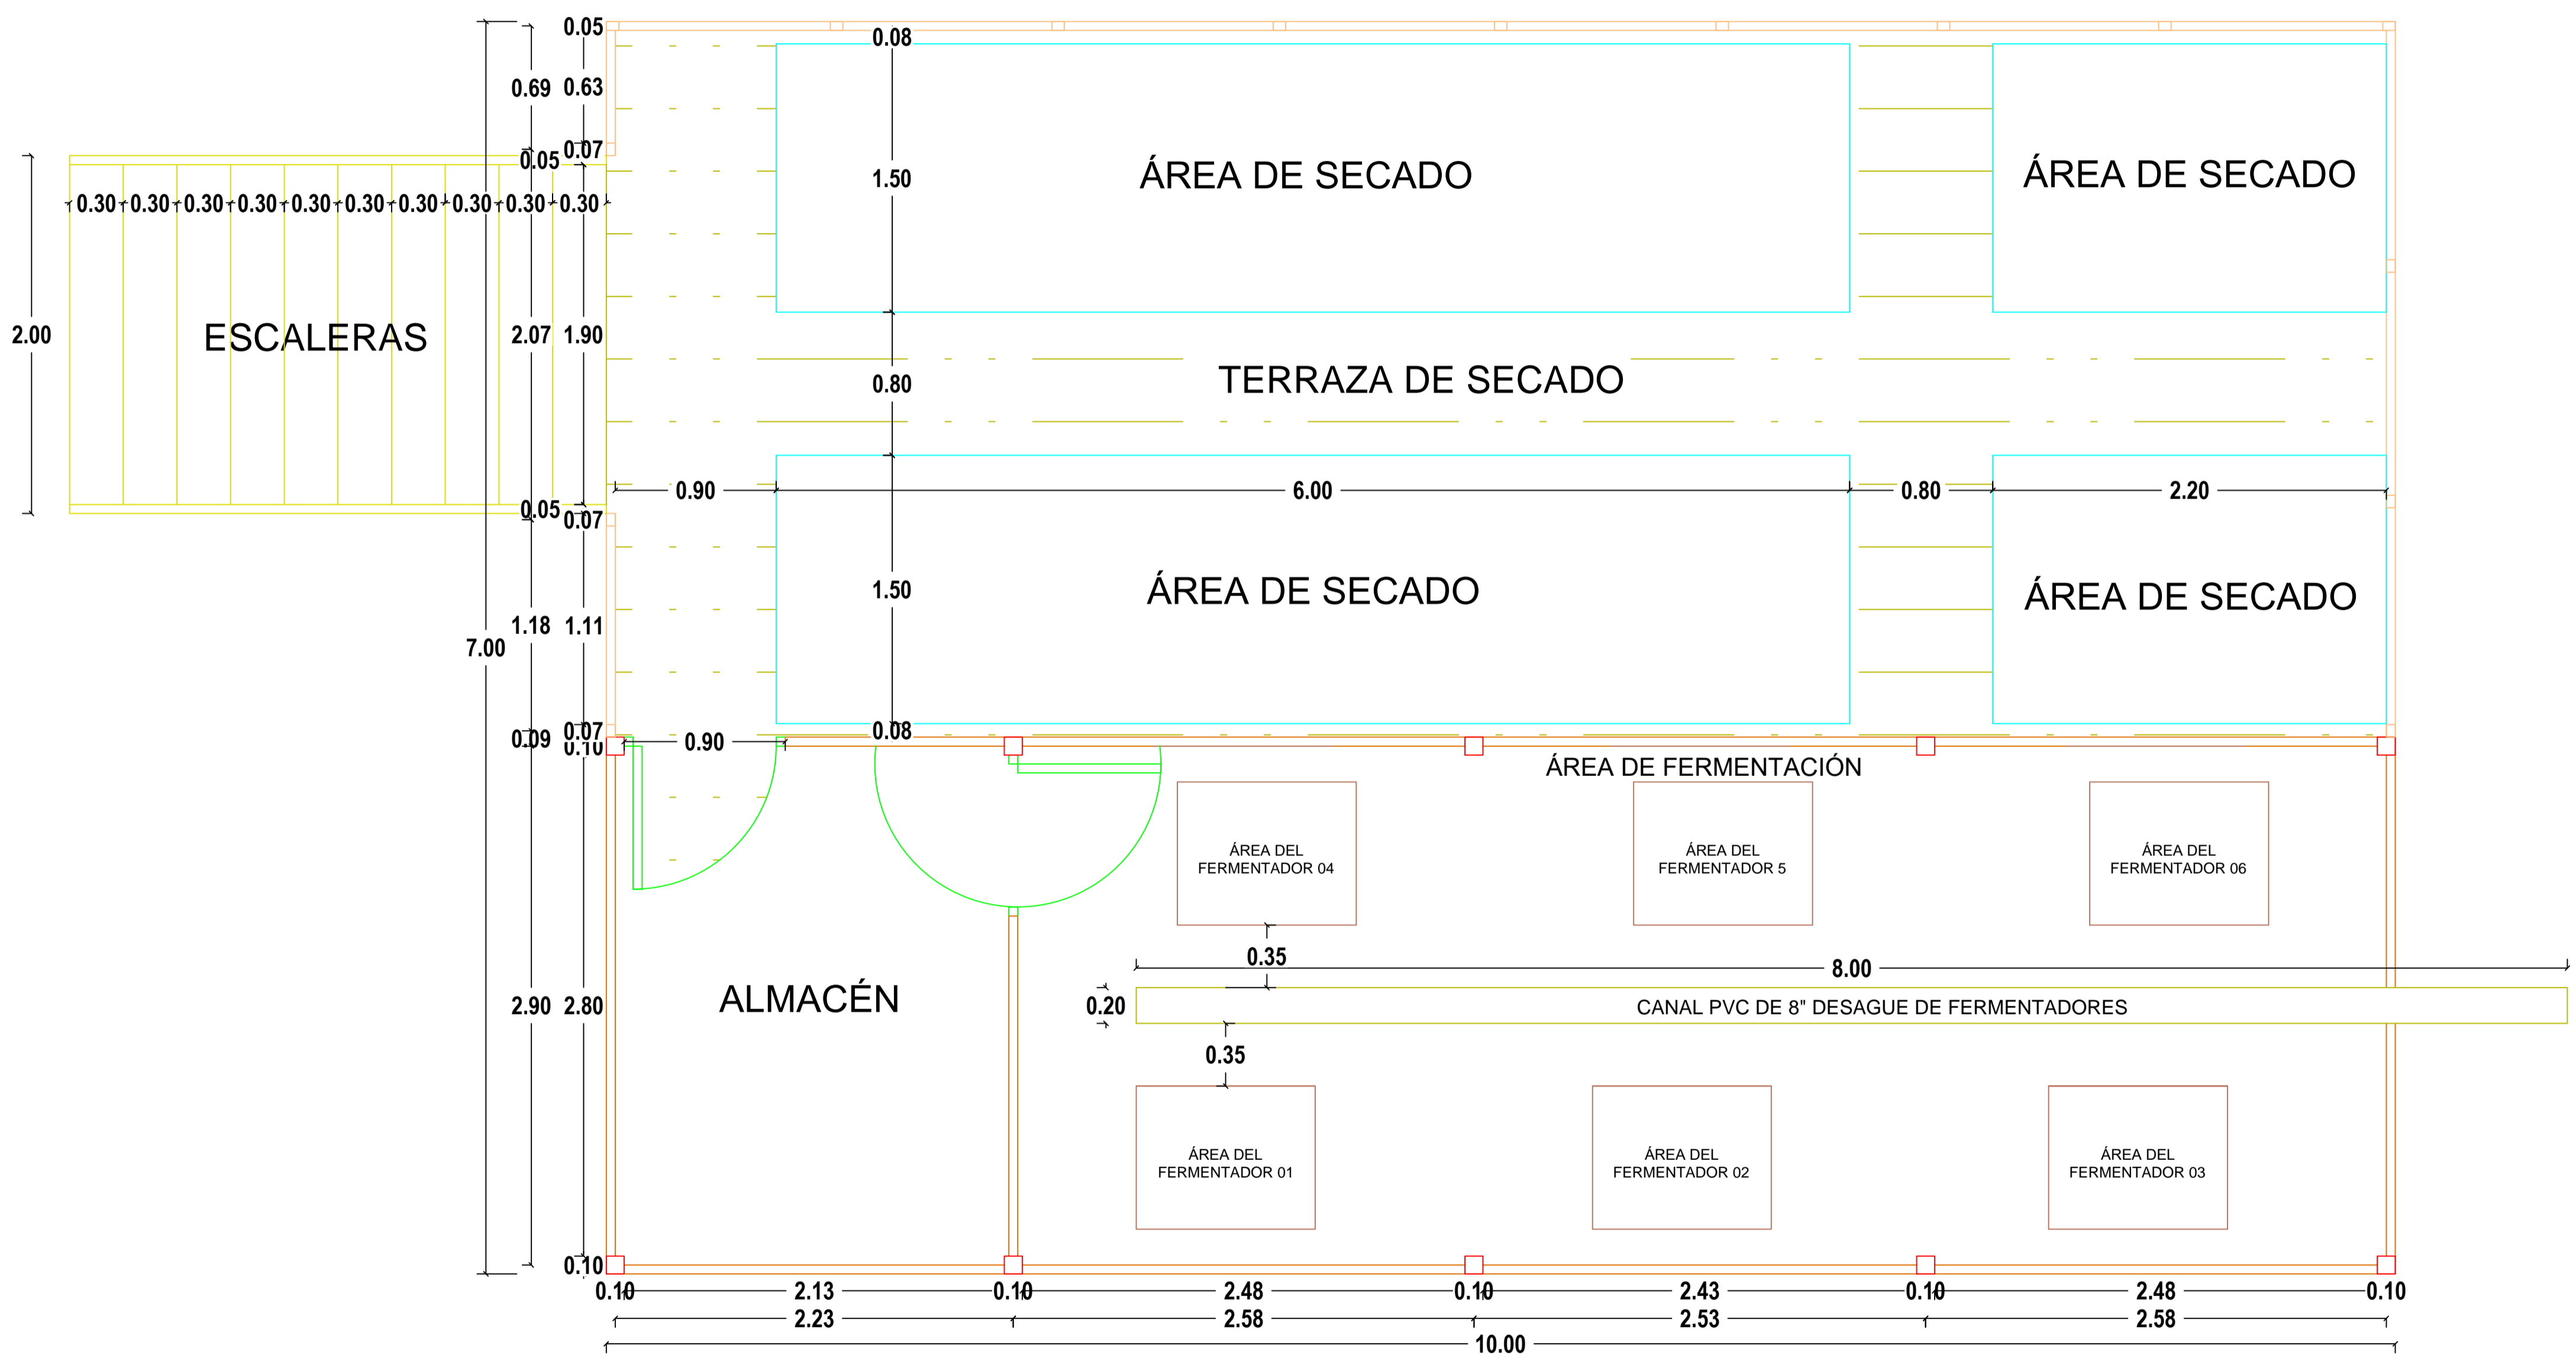 0.05
0.08
0.69
0.63
0.07
0.05
ÁREA DE SECADO
ÁREA DE SECADO
1.50
0.30 0.30 0.30 0.30 0.30 0.30 0.30 0.30 0.30 0.30
2.00
ESCALERAS
2.07
1.90
0.80
TERRAZA DE SECADO
0.90
6.00
0.80
2.20
0.05
0.07
1.50
ÁREA DE SECADO
ÁREA DE SECADO
1.18
1.11
7.00
0.07
0.08
0.09
0.10
0.90
ÁREA DE FERMENTACIÓN
ÁREA DEL
FERMENTADOR 04
ÁREA DEL
FERMENTADOR 5
ÁREA DEL
FERMENTADOR 06
0.35
8.00
ALMACÉN
2.90
2.80
0.20
CANAL PVC DE 8" DESAGUE DE FERMENTADORES
0.35
ÁREA DEL
FERMENTADOR 01
ÁREA DEL
FERMENTADOR 02
ÁREA DEL
FERMENTADOR 03
0.10
0.10 2.13 0.10 2.48 0.10 2.43 0.10 2.48 0.10
2.23 2.58 2.53 2.58
10.00